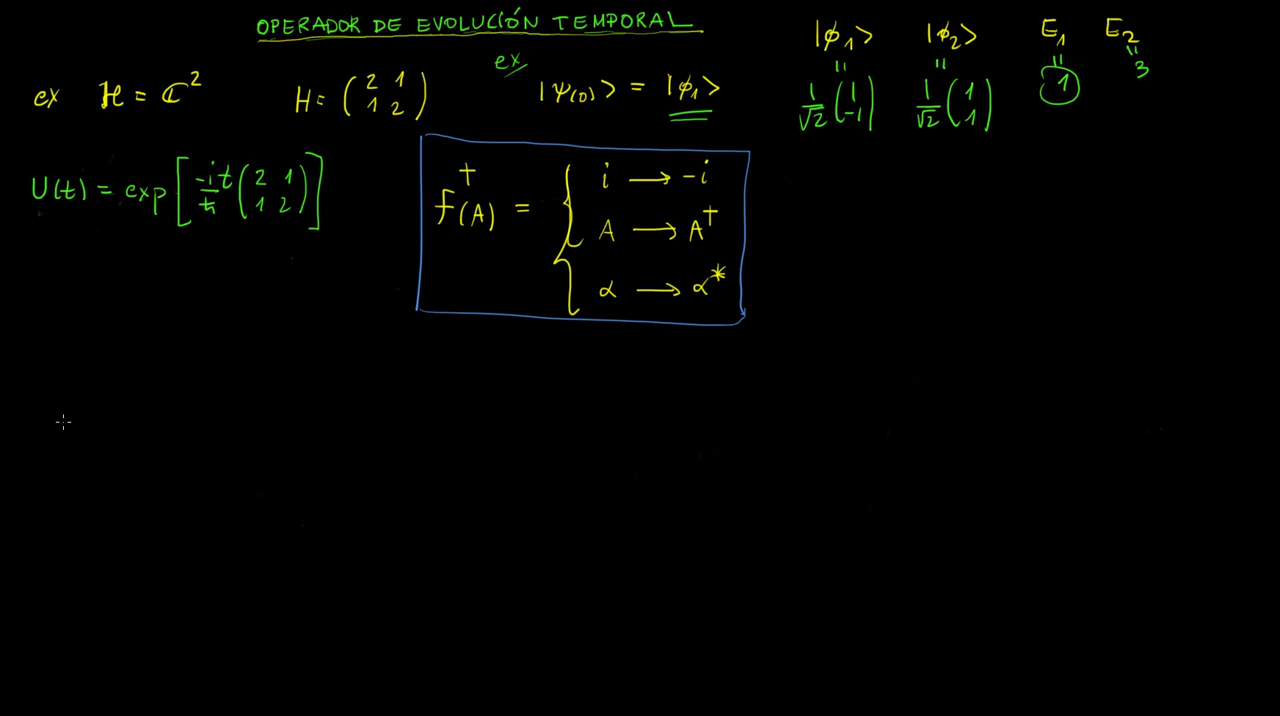 OPERADOR DE EVOLUCIÓN TEMPORAL
ex ℋ = ℂ² H = (2 1; 1 2)
ex |ψ(0)> = |ϕ1>
|ϕ1> |ϕ2> E1 E2
= = = =
1/√2 (1; -1) 1/√2 (1; 1) 1 3
U(t) = exp[-i/ħ t (2 1; 1 2)]
f†(A) = { i → -i
A → A†
α → α*